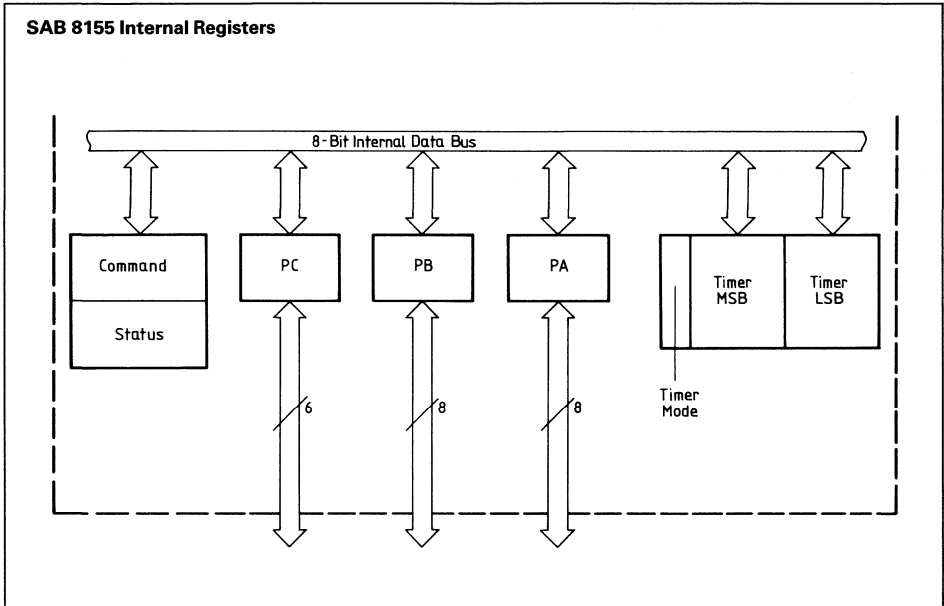 SAB 8155 Internal Registers
8-Bit Internal Data Bus
Command
Status
PC
PB
PA
Timer
MSB
Timer
LSB
Timer
Mode
6
8
8